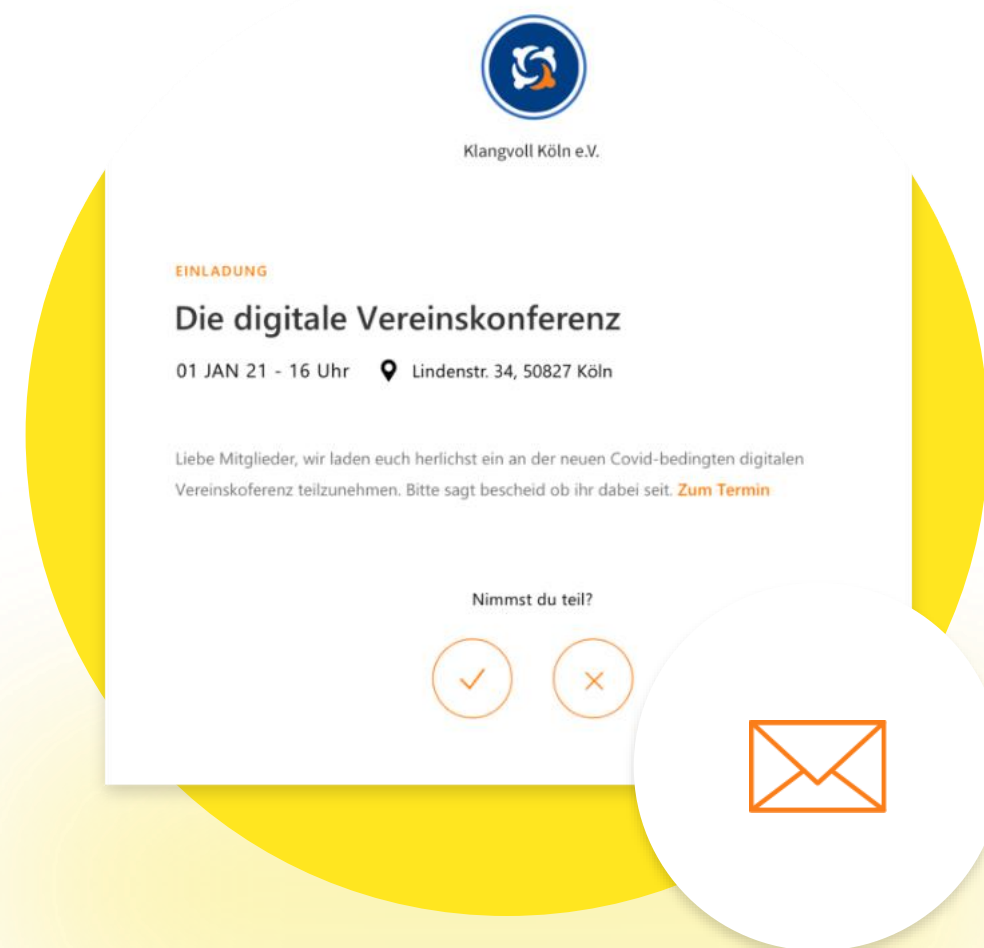 Klangvoll Köln e.V.
EINLADUNG
Die digitale Vereinskonferenz
01 JAN 21 - 16 Uhr Lindenstr. 34, 50827 Köln
Liebe Mitglieder, wir laden euch herlichst ein an der neuen Covid-bedingten digitalen
Vereinskoferenz teilzunehmen. Bitte sagt bescheid ob ihr dabei seit. Zum Termin
Nimmst du teil?